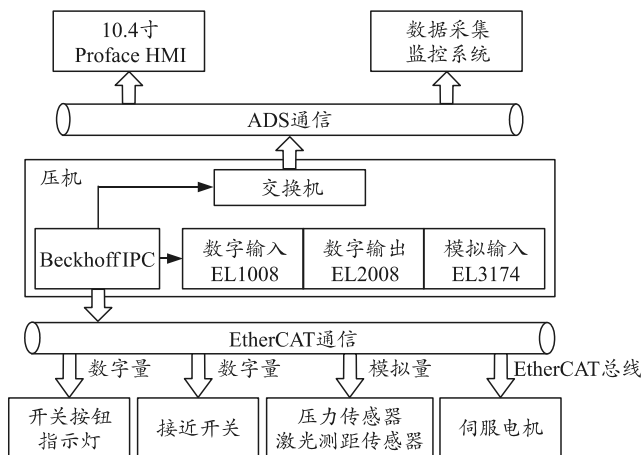 10.4寸
Proface HMI
数据采集
监控系统
ADS通信
压机
交换机
Beckhoff IPC
数字输入
EL1008
数字输出
EL2008
模拟输入
EL3174
EtherCAT通信
数字量
数字量
模拟量
EtherCAT总线
开关按钮
指示灯
接近开关
压力传感器
激光测距传感器
伺服电机